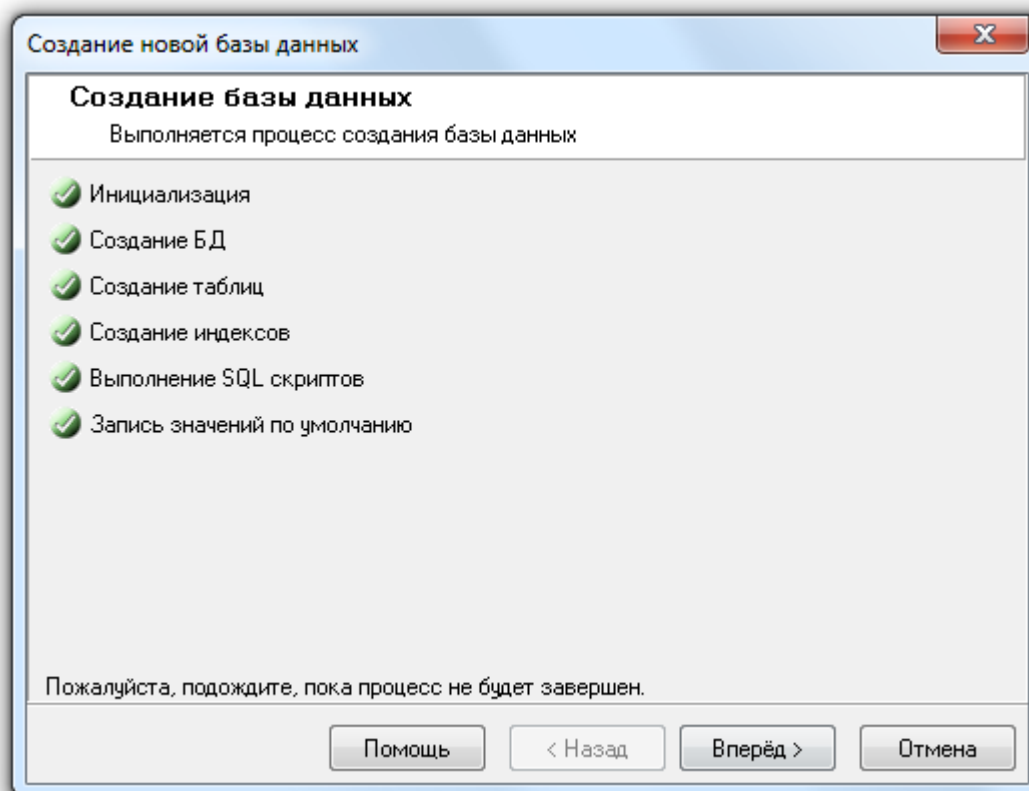 Создание новой базы данных
Создание базы данных
Выполняется процесс создания базы данных
Инициализация
Создание БД
Создание таблиц
Создание индексов
Выполнение SQL скриптов
Запись значений по умолчанию
Пожалуйста, подождите, пока процесс не будет завершен.
Помощь < Назад Вперёд > Отмена